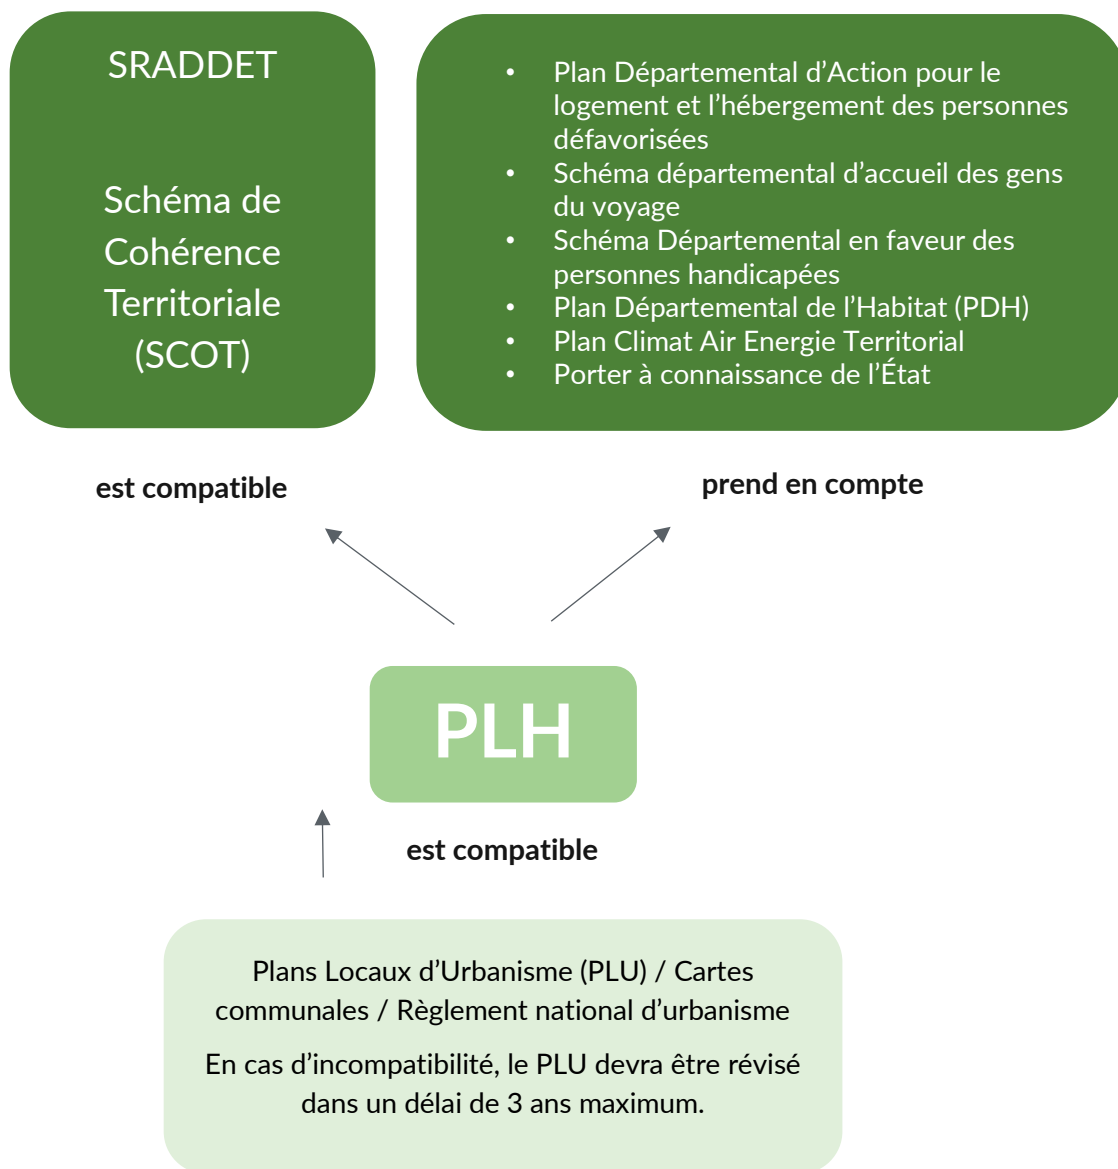 SRADDET
Schéma de
Cohérence
Territoriale
(SCOT)
• Plan Départemental d’Action pour le
logement et l’hébergement des personnes
défavorisées
• Schéma départemental d’accueil des gens
du voyage
• Schéma Départemental en faveur des
personnes handicapées
• Plan Départemental de l’Habitat (PDH)
• Plan Climat Air Energie Territorial
• Porter à connaissance de l’État
est compatible
prend en compte
PLH
est compatible
Plans Locaux d’Urbanisme (PLU) / Cartes
communales / Règlement national d’urbanisme
En cas d’incompatibilité, le PLU devra être révisé
dans un délai de 3 ans maximum.